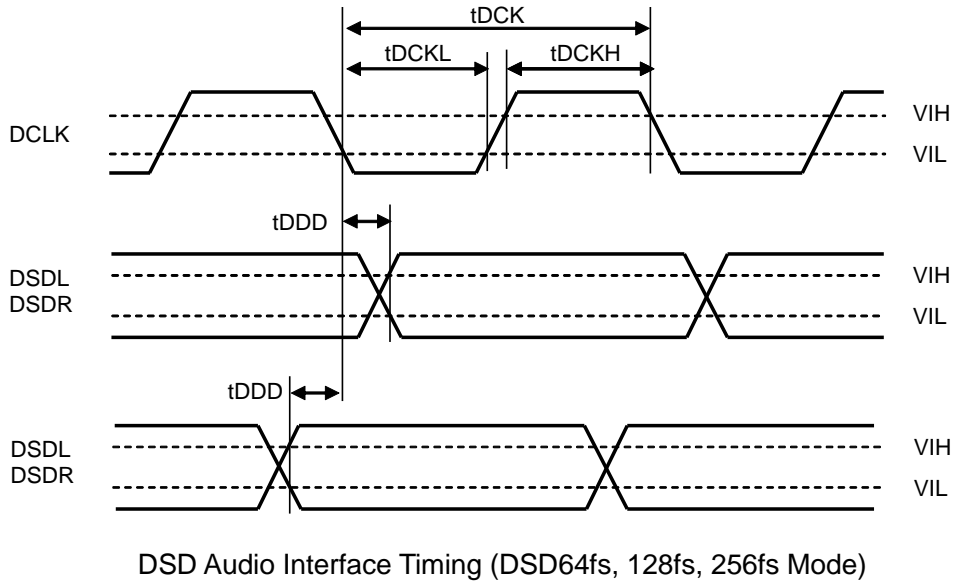 tDCK
tDCKL
tDCKH
DCLK
VIH
VIL
tDDD
DSDL
DSDR
VIH
VIL
tDDD
DSDL
DSDR
VIH
VIL
DSD Audio Interface Timing (DSD64fs, 128fs, 256fs Mode)